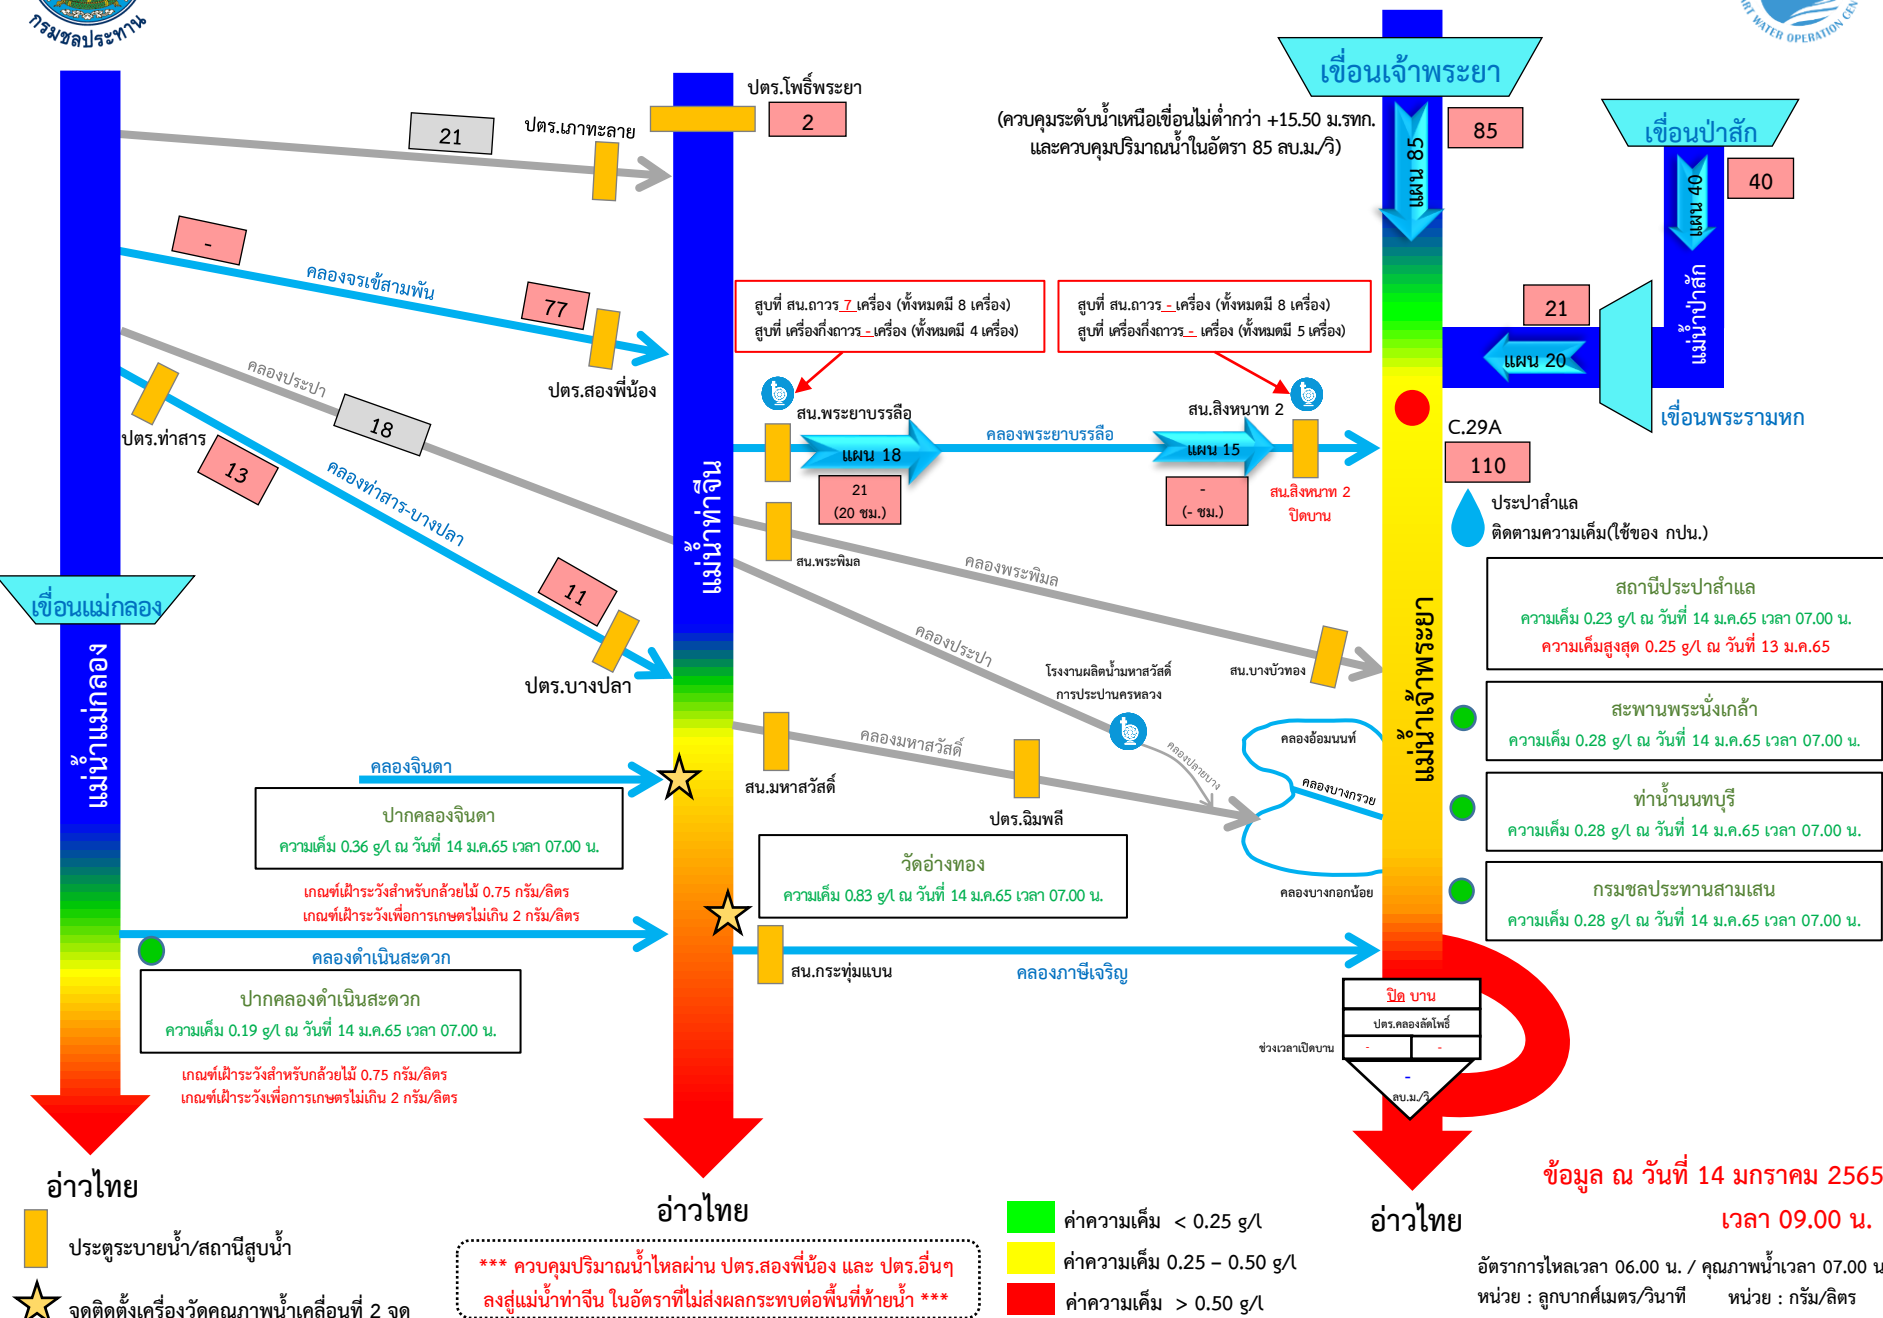 กรมชลประทาน
เขื่อนเจ้าพระยา
ปตร.โพธิ์พระยา
2
21
ปตร.เภาทะลาย
(ควบคุมระดับน้ำเหนือเขื่อนไม่ต่ำกว่า +15.50 ม.รทก.
และควบคุมปริมาณน้ำในอัตรา 85 ลบ.ม./วิ)
แผน 85
85
เขื่อนป่าสัก
แผน 40
40
แม่น้ำป่าสัก
-
คลองจรเข้สามพัน
77
ปตร.สองพี่น้อง
สูบที่ สน.ถาวร 7 เครื่อง (ทั้งหมดมี 8 เครื่อง)
สูบที่ เครื่องกึ่งถาวร - เครื่อง (ทั้งหมดมี 4 เครื่อง)
สูบที่ สน.ถาวร - เครื่อง (ทั้งหมดมี 8 เครื่อง)
สูบที่ เครื่องกึ่งถาวร - เครื่อง (ทั้งหมดมี 5 เครื่อง)
21
แผน 20
เขื่อนพระรามหก
คลองประปา
18
ปตร.ท่าสาร
13
คลองท่าสาร-บางปลา
11
ปตร.บางปลา
สน.พระยาบรรลือ
แผน 18
21
(20 ชม.)
คลองพระยาบรรลือ
สน.สิงหนาท 2
แผน 15
-
(- ชม.)
สน.สิงหนาท 2
ปิดบาน
C.29A
110
ประปาสำแล
ติดตามความเค็ม(ใช้ของ กปน.)
แม่น้ำท่าจีน
สน.พระพิมล
คลองพระพิมล
สน.บางบัวทอง
คลองประปา
โรงงานผลิตน้ำมหาสวัสดิ์
การประปานครหลวง
เขื่อนแม่กลอง
แม่น้ำแม่กลอง
แม่น้ำเจ้าพระยา
สถานีประปาสำแล
ความเค็ม 0.23 g/l ณ วันที่ 14 ม.ค.65 เวลา 07.00 น.
ความเค็มสูงสุด 0.25 g/l ณ วันที่ 13 ม.ค.65
สะพานพระนั่งเกล้า
ความเค็ม 0.28 g/l ณ วันที่ 14 ม.ค.65 เวลา 07.00 น.
ท่าน้ำนนทบุรี
ความเค็ม 0.28 g/l ณ วันที่ 14 ม.ค.65 เวลา 07.00 น.
กรมชลประทานสามเสน
ความเค็ม 0.28 g/l ณ วันที่ 14 ม.ค.65 เวลา 07.00 น.
คลองจินดา
ปากคลองจินดา
ความเค็ม 0.36 g/l ณ วันที่ 14 ม.ค.65 เวลา 07.00 น.
เกณฑ์เฝ้าระวังสำหรับกล้วยไม้ 0.75 กรัม/ลิตร
เกณฑ์เฝ้าระวังเพื่อการเกษตรไม่เกิน 2 กรัม/ลิตร
สน.มหาสวัสดิ์
คลองมหาสวัสดิ์
ปตร.ฉิมพลี
คลองปลายบาง
คลองอ้อมนนท์
คลองบางกรวย
คลองบางกอกน้อย
วัดอ่างทอง
ความเค็ม 0.83 g/l ณ วันที่ 14 ม.ค.65 เวลา 07.00 น.
คลองดำเนินสะดวก
ปากคลองดำเนินสะดวก
ความเค็ม 0.19 g/l ณ วันที่ 14 ม.ค.65 เวลา 07.00 น.
เกณฑ์เฝ้าระวังสำหรับกล้วยไม้ 0.75 กรัม/ลิตร
เกณฑ์เฝ้าระวังเพื่อการเกษตรไม่เกิน 2 กรัม/ลิตร
สน.กระทุ่มแบน
คลองภาษีเจริญ
ปิด บาน
ปตร.คลองลัดโพธิ์
ช่วงเวลาเปิดบาน
- -
-
ลบ.ม./วิ
อ่าวไทย
อ่าวไทย
อ่าวไทย
ข้อมูล ณ วันที่ 14 มกราคม 2565
เวลา 09.00 น.
ประตูระบายน้ำ/สถานีสูบน้ำ
จุดติดตั้งเครื่องวัดคุณภาพน้ำเคลื่อนที่ 2 จุด
*** ควบคุมปริมาณน้ำไหลผ่าน ปตร.สองพี่น้อง และ ปตร.อื่นๆ
ลงสู่แม่น้ำท่าจีน ในอัตราที่ไม่ส่งผลกระทบต่อพื้นที่ท้ายน้ำ ***
ค่าความเค็ม < 0.25 g/l
ค่าความเค็ม 0.25 – 0.50 g/l
ค่าความเค็ม > 0.50 g/l
อัตราการไหลเวลา 06.00 น. / คุณภาพน้ำเวลา 07.00 น
หน่วย : ลูกบาศก์เมตร/วินาที หน่วย : กรัม/ลิตร